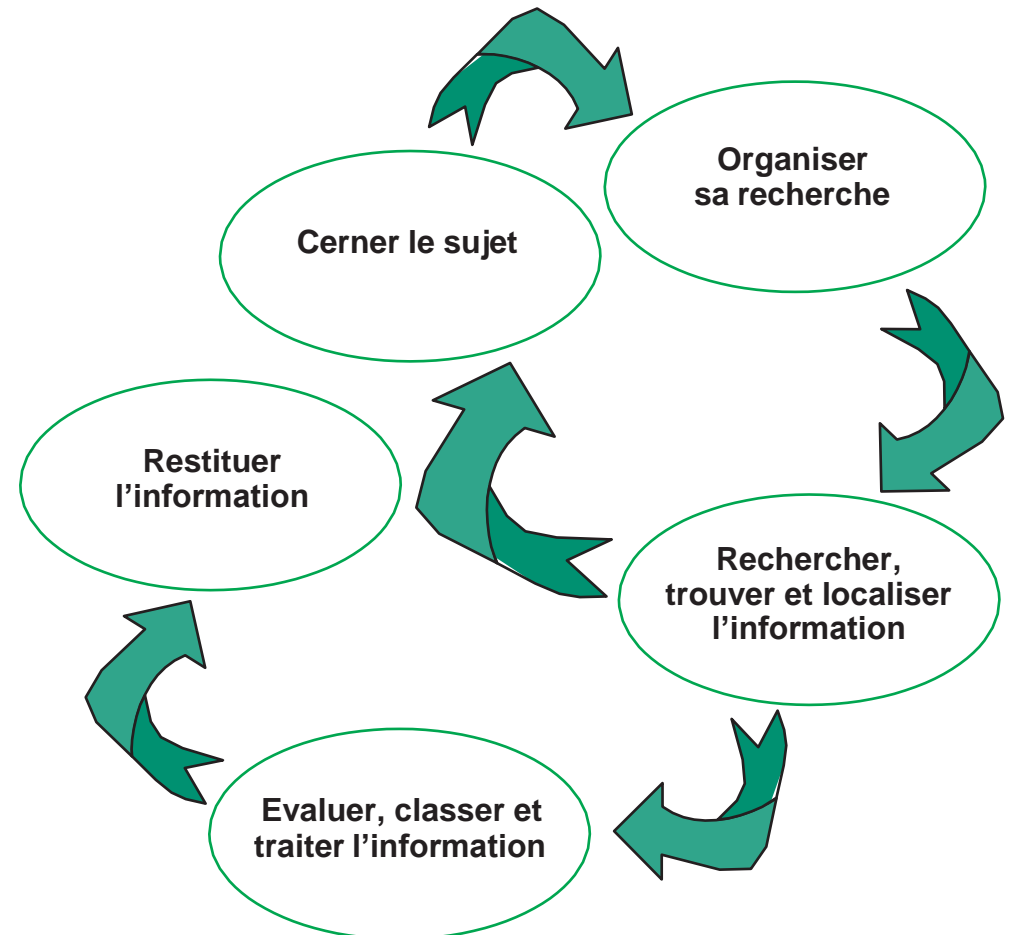 Organiser
sa recherche
Cerner le sujet
Restituer
l’information
Rechercher,
trouver et localiser
l’information
Evaluer, classer et
traiter l’information